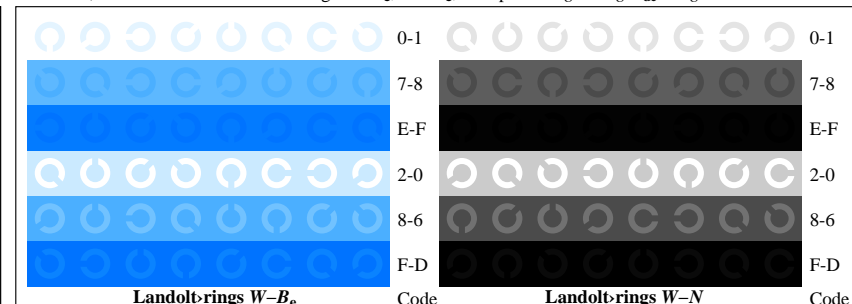 0-1 0-1
7-8 7-8
E-F E-F
2-0 2-0
8-6 8-6
F-D F-D
Landolt›rings W–Be Code Landolt›rings W–N Code